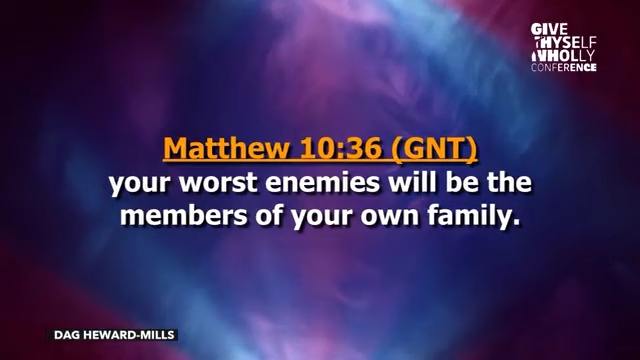 GIVE
THYSELF
WHOLLY
CONFERENCE
Matthew 10:36 (GNT)
your worst enemies will be the
members of your own family.
DAG HEWARD-MILLS